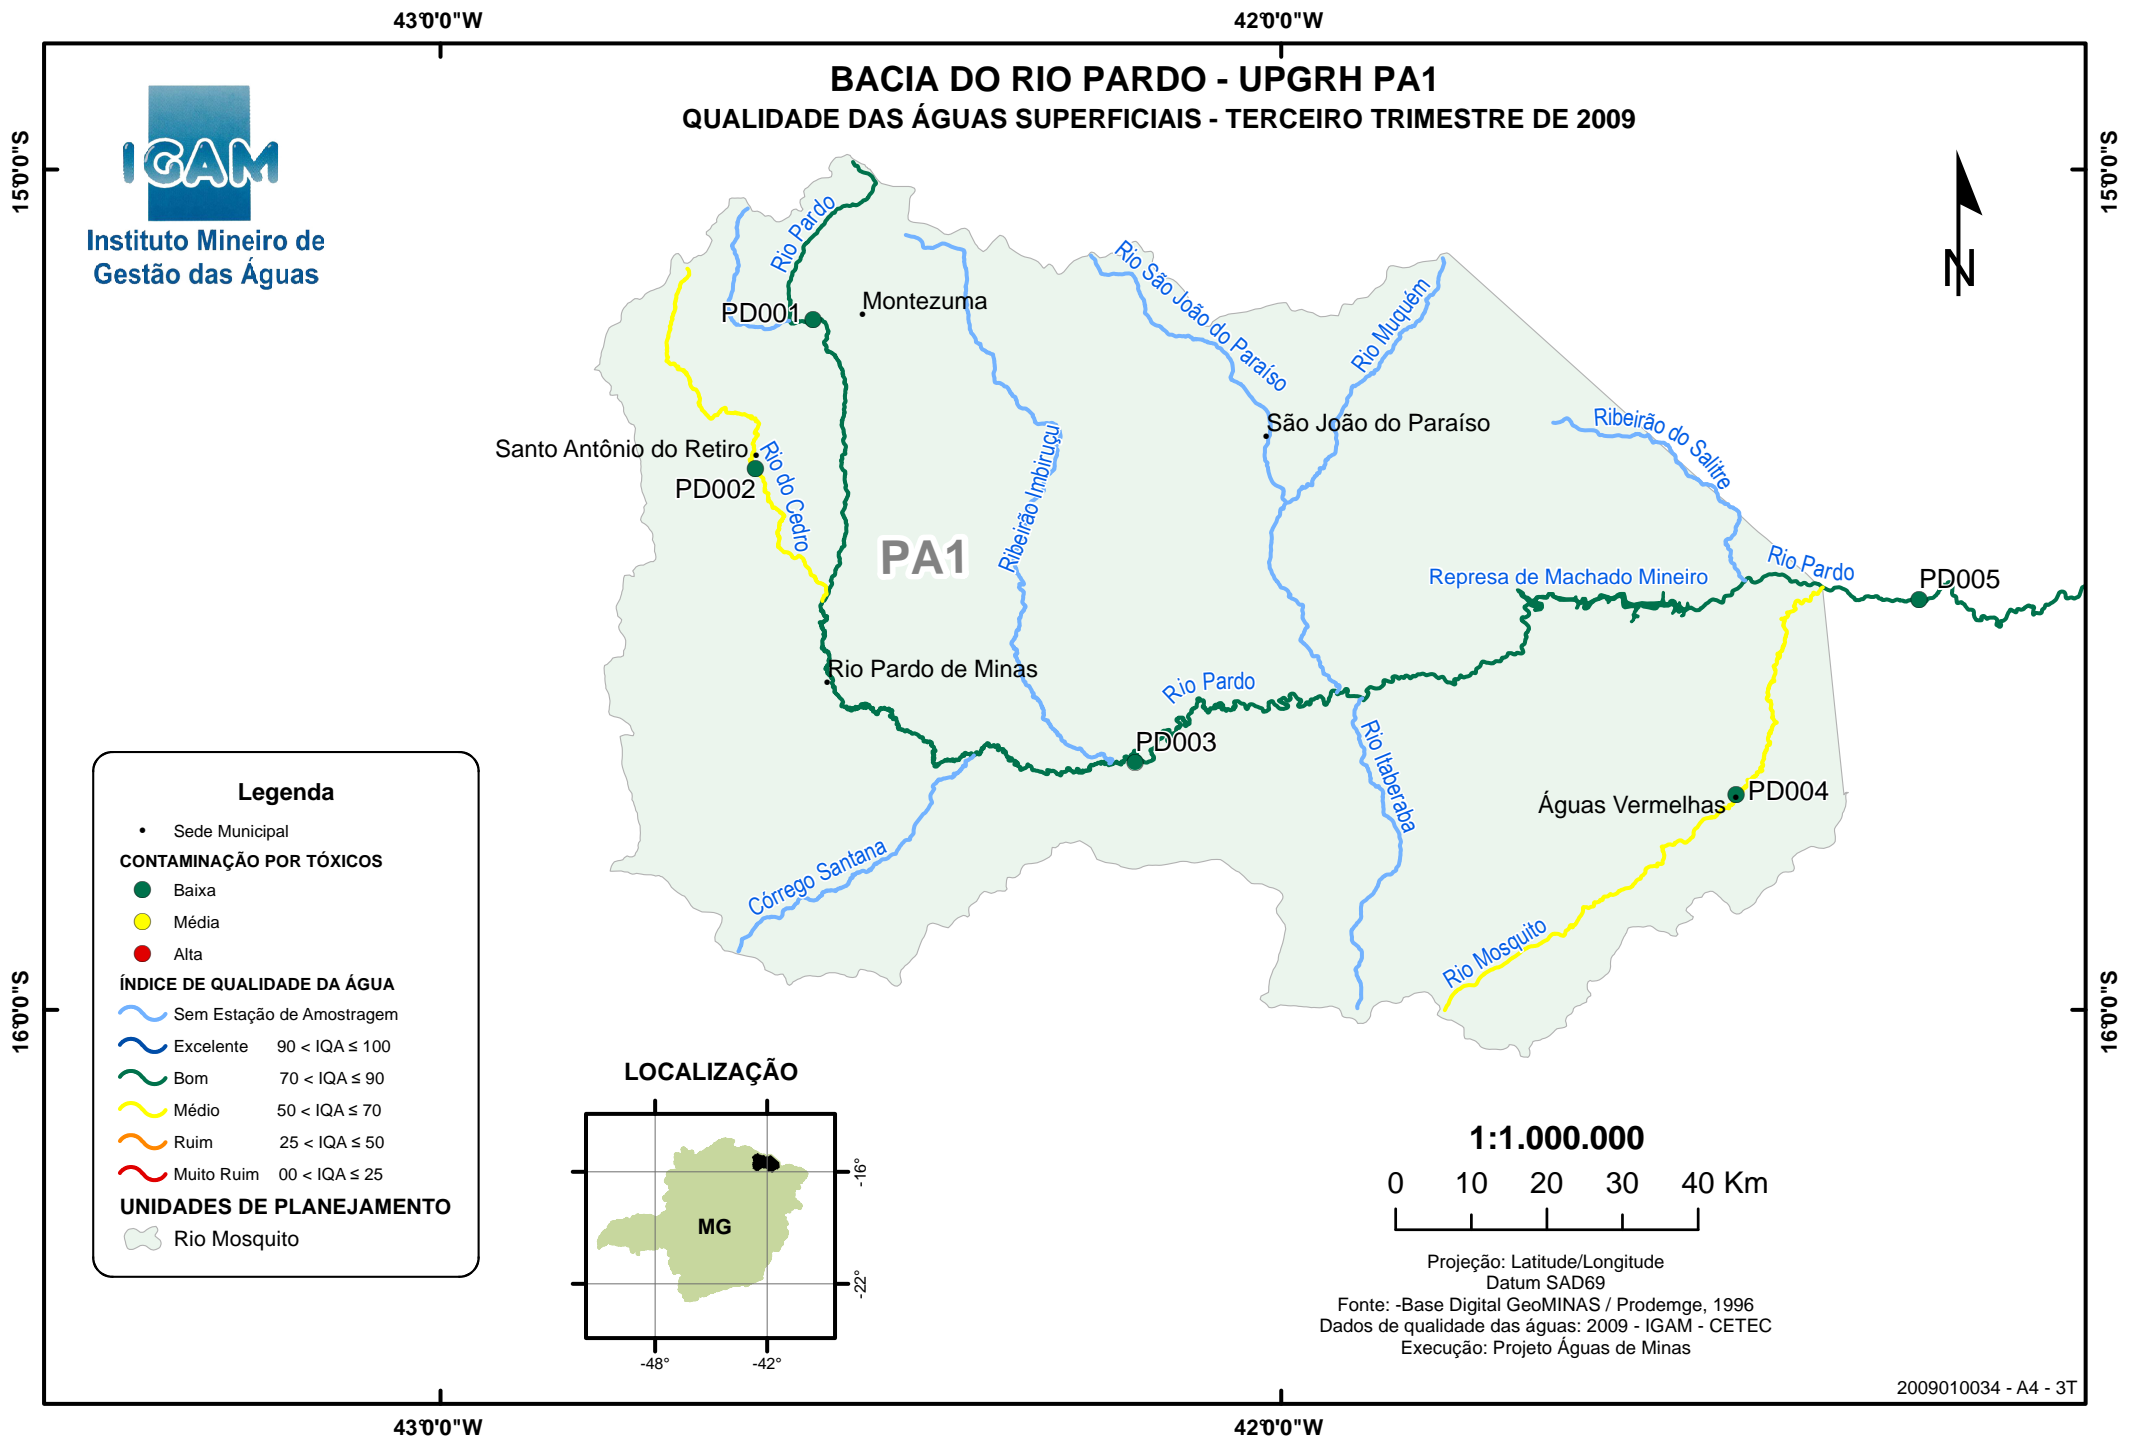 43°0'0"W
42°0'0"W
BACIA DO RIO PARDO - UPGRH PA1
QUALIDADE DAS ÁGUAS SUPERFICIAIS - TERCEIRO TRIMESTRE DE 2009
IGAM
Instituto Mineiro de
Gestão das Águas
15°0'0"S
15°0'0"S
N
Rio Pardo
PD001
Montezuma
Rio São João do Paraíso
Rio Muquém
São João do Paraíso
Ribeirão do Salitre
Santo Antônio do Retiro
PD002
Rio do Cedro
Ribeirão Imbiruçu
PA1
Represa de Machado Mineiro
Rio Pardo
PD005
Rio Pardo de Minas
Rio Pardo
PD003
Rio Itaberaba
Águas Vermelhas
PD004
Córrego Santana
Rio Mosquito
16°0'0"S
16°0'0"S
Legenda
Sede Municipal
CONTAMINAÇÃO POR TÓXICOS
Baixa
Média
Alta
ÍNDICE DE QUALIDADE DA ÁGUA
Sem Estação de Amostragem
Excelente 90 < IQA ≤ 100
Bom 70 < IQA ≤ 90
Médio 50 < IQA ≤ 70
Ruim 25 < IQA ≤ 50
Muito Ruim 00 < IQA ≤ 25
UNIDADES DE PLANEJAMENTO
Rio Mosquito
LOCALIZAÇÃO
MG
-16°
-22°
-48°
-42°
1:1.000.000
0 10 20 30 40 Km
Projeção: Latitude/Longitude
Datum SAD69
Fonte: -Base Digital GeoMINAS / Prodemge, 1996
Dados de qualidade das águas: 2009 - IGAM - CETEC
Execução: Projeto Águas de Minas
2009010034 - A4 - 3T
43°0'0"W
42°0'0"W